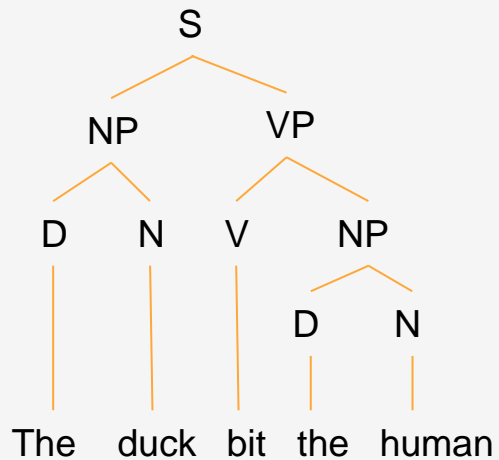 S
NP VP
D N V NP
D N
The duck bit the human